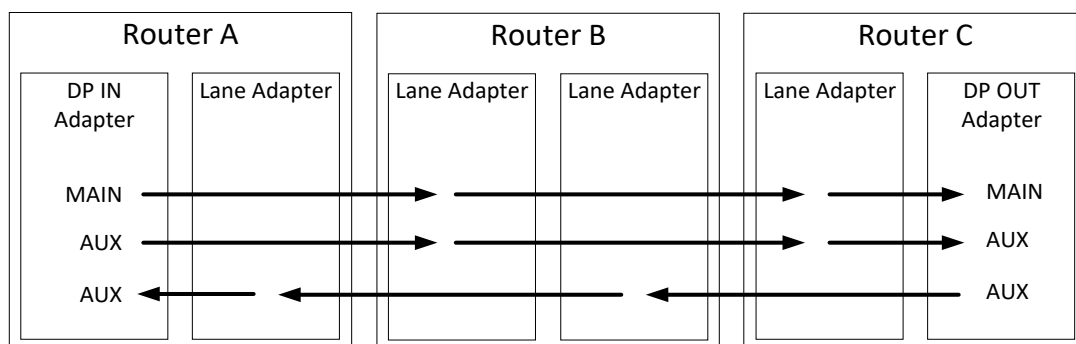 Router A
Router B
Router C
DP IN
Adapter
Lane Adapter
Lane Adapter
Lane Adapter
Lane Adapter
DP OUT
Adapter
MAIN
MAIN
AUX
AUX
AUX
AUX